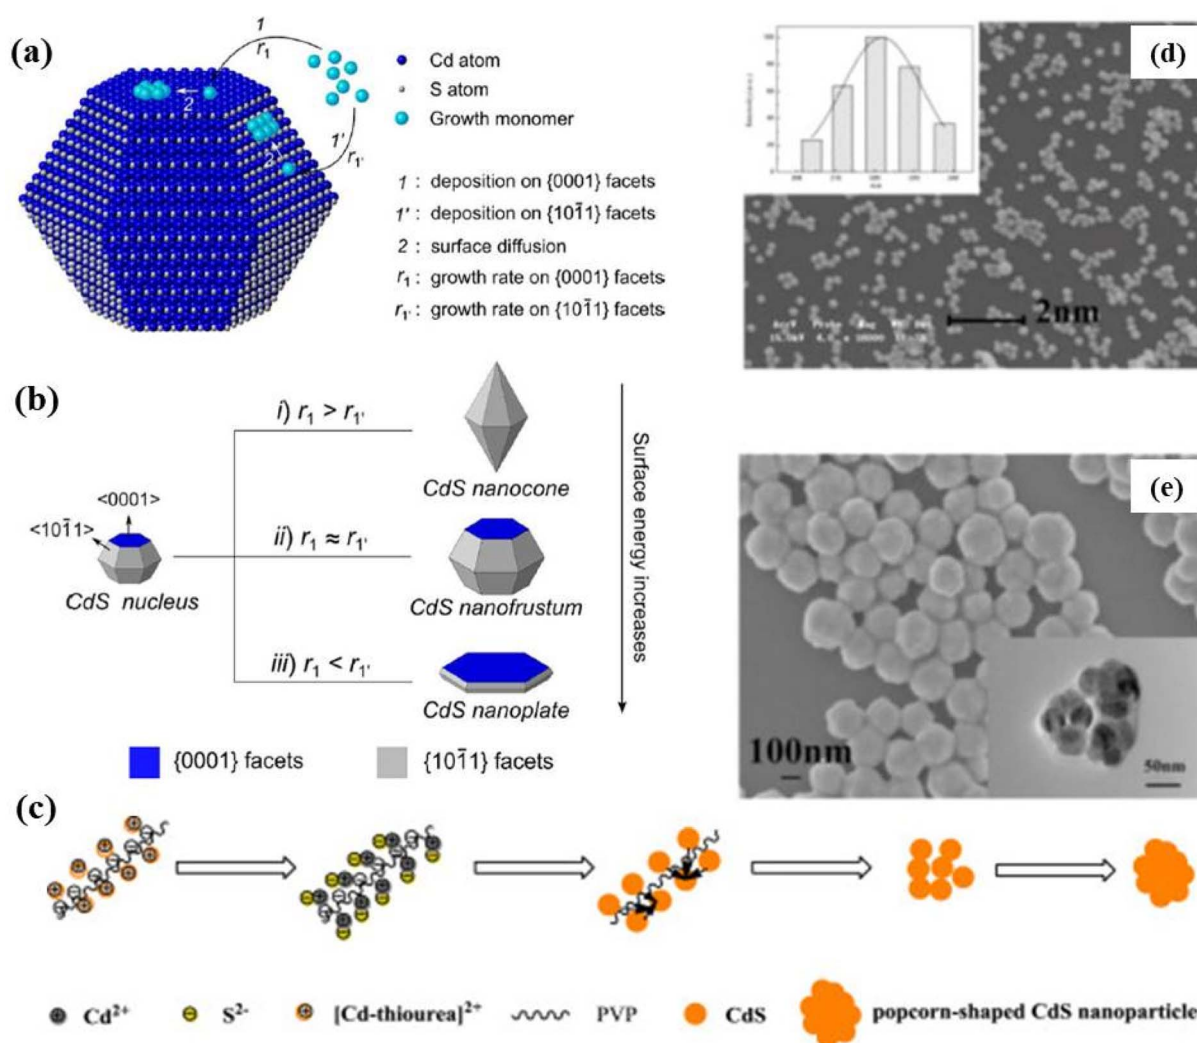 (a)
1
r1
2
1'
r1'
2'
Cd atom
S atom
Growth monomer
1 : deposition on {0001} facets
1' : deposition on {101̄1} facets
2 : surface diffusion
r1 : growth rate on {0001} facets
r1' : growth rate on {101̄1} facets
(b)
<0001>
<101̄1>
CdS nucleus
i) r1 > r1'
CdS nanocone
ii) r1 ≈ r1'
CdS nanofrustum
iii) r1 < r1'
CdS nanoplate
Surface energy increases
{0001} facets
{101̄1} facets
(c)
Cd2+
S2-
[Cd-thiourea]2+
PVP
CdS
popcorn-shaped CdS nanoparticle
(d)
2nm
(e)
100nm
50nm